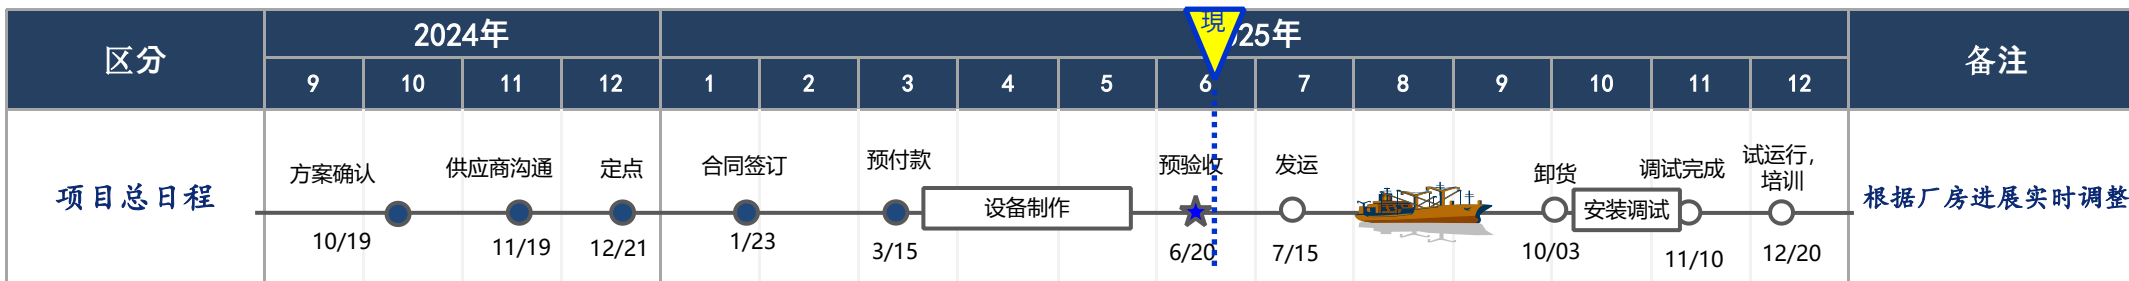 区分
2024年
025年
現
备注
9 10 11 12 1 2 3 4 5 6 7 8 9 10 11 12
项目总日程
方案确认
10/19
供应商沟通
11/19
定点
12/21
合同签订
1/23
预付款
3/15
设备制作
预验收
6/20
发运
7/15
卸货
10/03
安装调试
调试完成
11/10
试运行，
培训
12/20
根据厂房进展实时调整